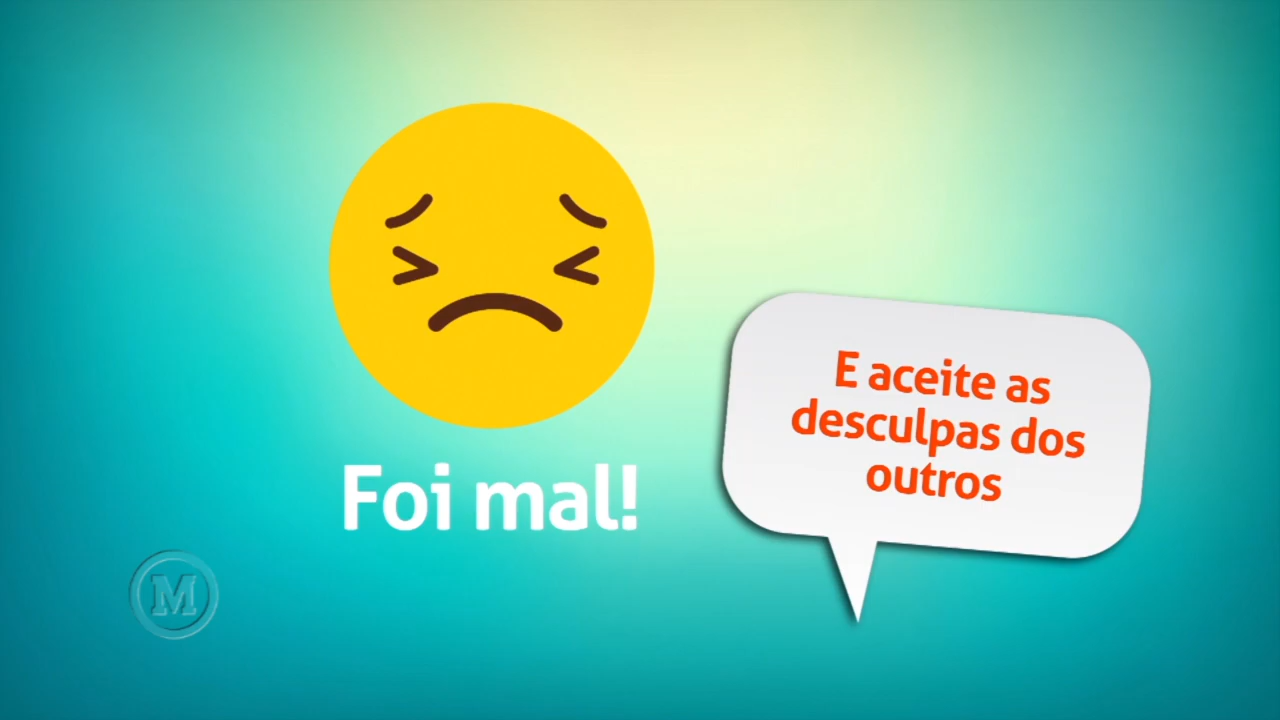 Foi mal!
E aceite as
desculpas dos
outros
M